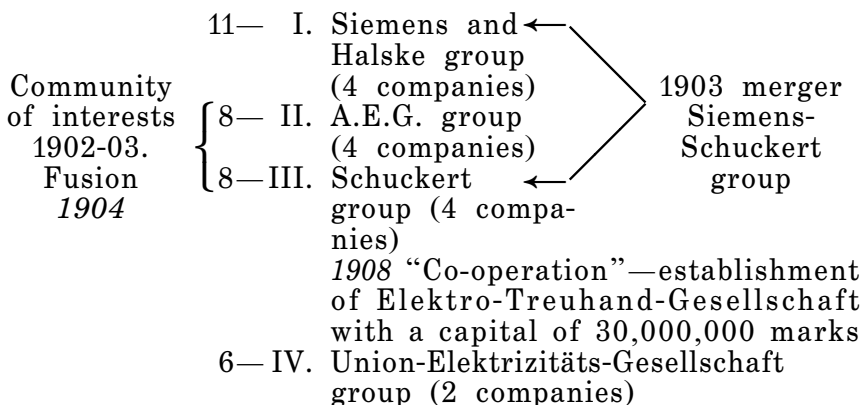 11— I. Siemens and
Halske group
(4 companies)
8— II. A.E.G. group
(4 companies)
8—III. Schuckert
group (4 compa-
nies)
1908 “Co-operation”—establishment
of Elektro-Treuhand-Gesellschaft
with a capital of 30,000,000 marks
6— IV. Union-Elektrizitäts-Gesellschaft
group (2 companies)
Community
of interests
1902-03.
Fusion
1904
1903 merger
Siemens-
Schuckert
group